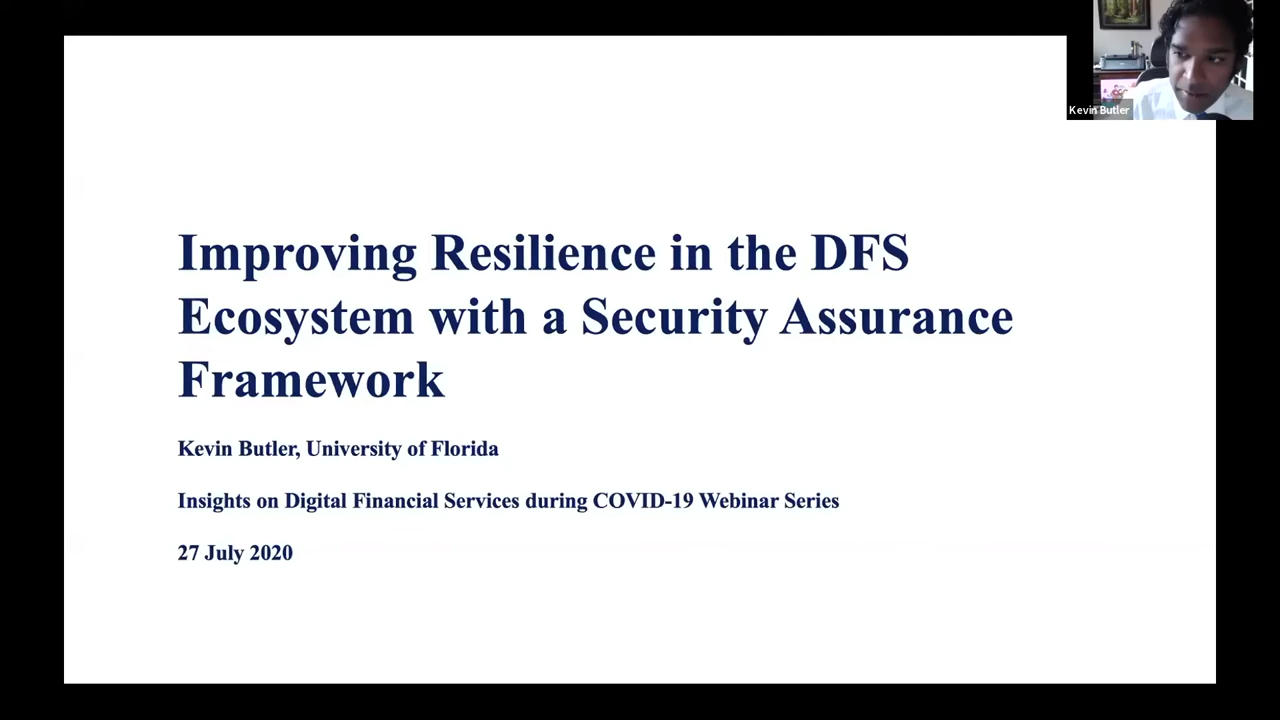 Kevin Butler
Improving Resilience in the DFS
Ecosystem with a Security Assurance
Framework
Kevin Butler, University of Florida
Insights on Digital Financial Services during COVID-19 Webinar Series
27 July 2020